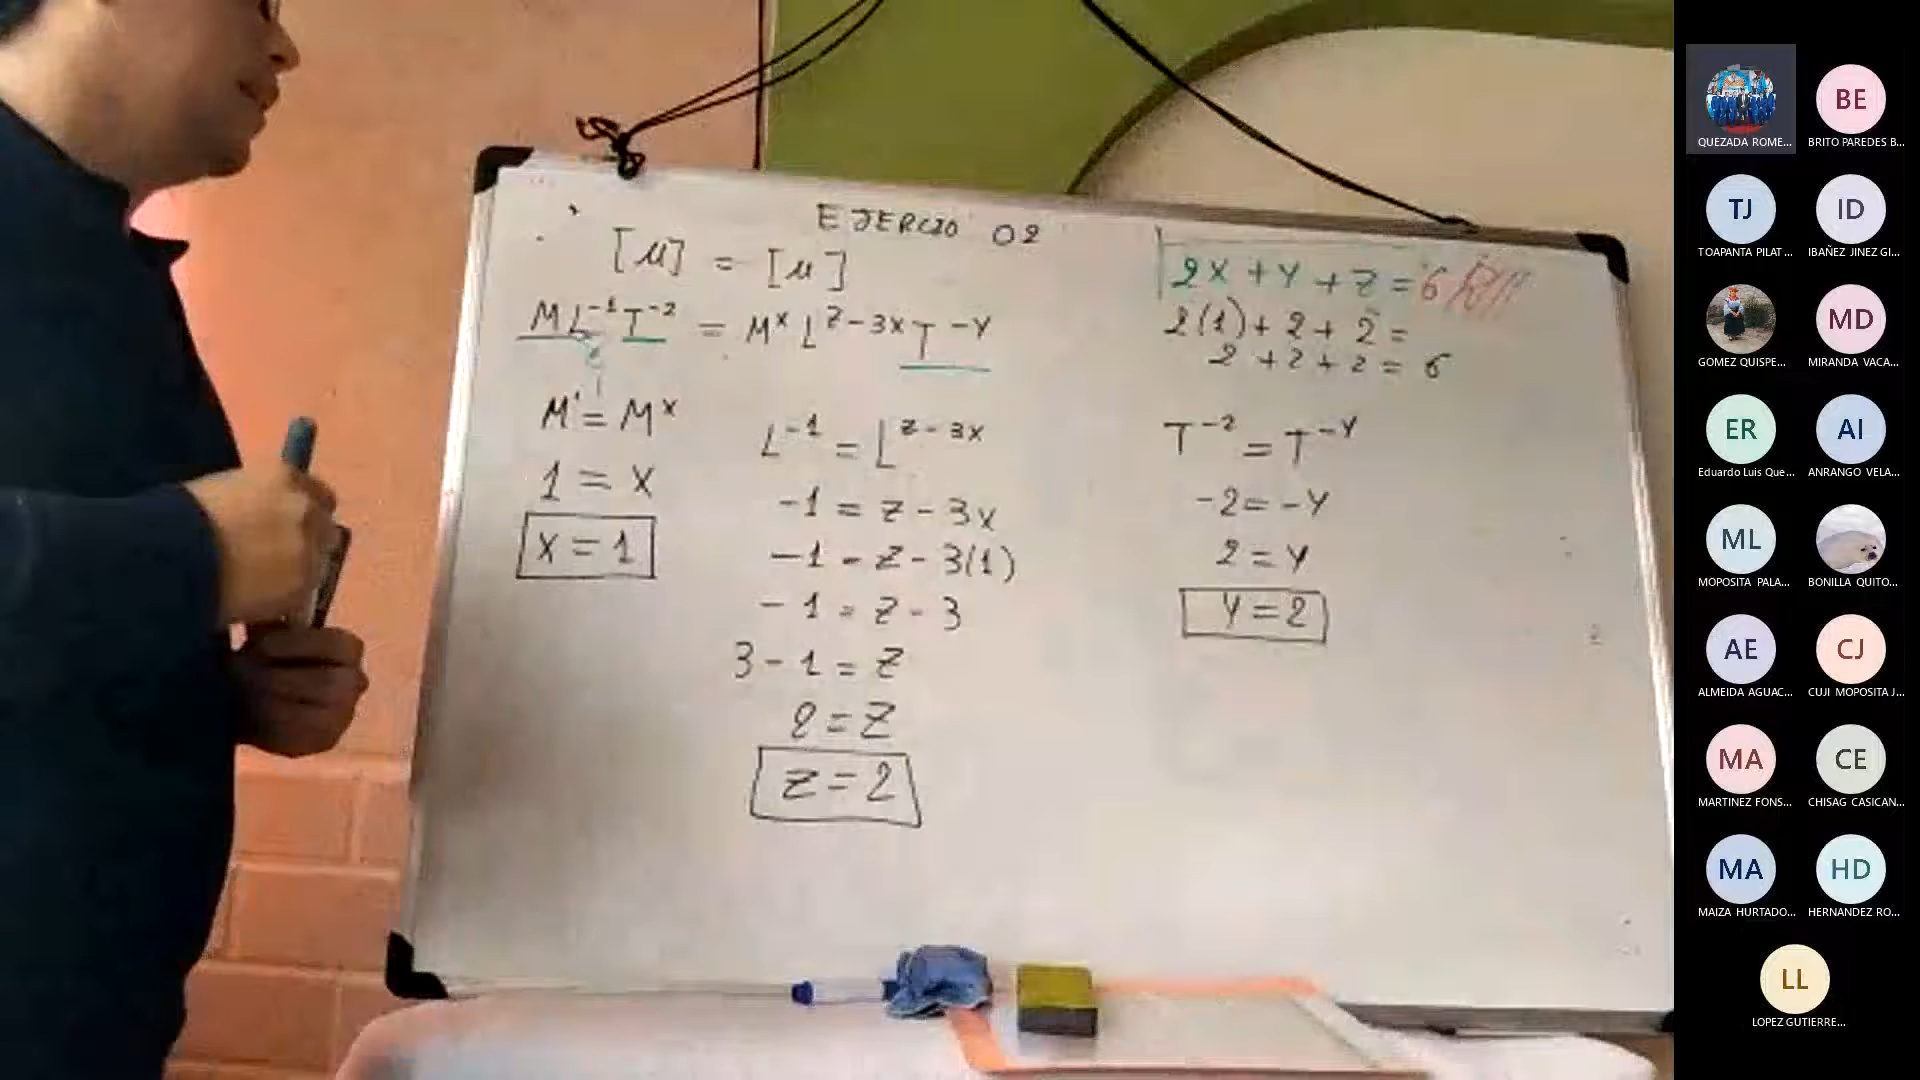 EJERCIO 02
[μ] = [μ]
ML⁻¹T⁻² = Mˣ L^(z-3x) T^(-y)
M¹ = Mˣ
1 = x
x = 1
L⁻¹ = L^(z-3x)
-1 = z - 3x
-1 = z - 3(1)
-1 = z - 3
3 - 1 = z
2 = z
z = 2
2x + y + z = 6
2(1) + 2 + 2 =
2 + 2 + 2 = 6
T⁻² = T^(-y)
-2 = -y
2 = y
y = 2
QUEZADA ROME...
BE
BRITO PAREDES B...
TJ
TOAPANTA PILAT...
ID
IBAÑEZ JINEZ GI...
GOMEZ QUISPE...
MD
MIRANDA VACA...
ER
Eduardo Luis Que...
AI
ANRANGO VELA...
ML
MOPOSITA PALA...
BONILLA QUITO...
AE
ALMEIDA AGUAC...
CJ
CUJI MOPOSITA J...
MA
MARTINEZ FONS...
CE
CHISAG CASICAN...
MA
MAIZA HURTADO...
HD
HERNANDEZ RO...
LL
LOPEZ GUTIERRE...